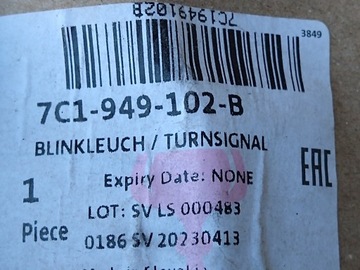 7C1949102B
3849
7C1-949-102-B
BLINKLEUCH / TURNSIGNAL
1
Piece
Expiry Date: NONE
LOT: SV LS 000483
0186 SV 20230413
EAC